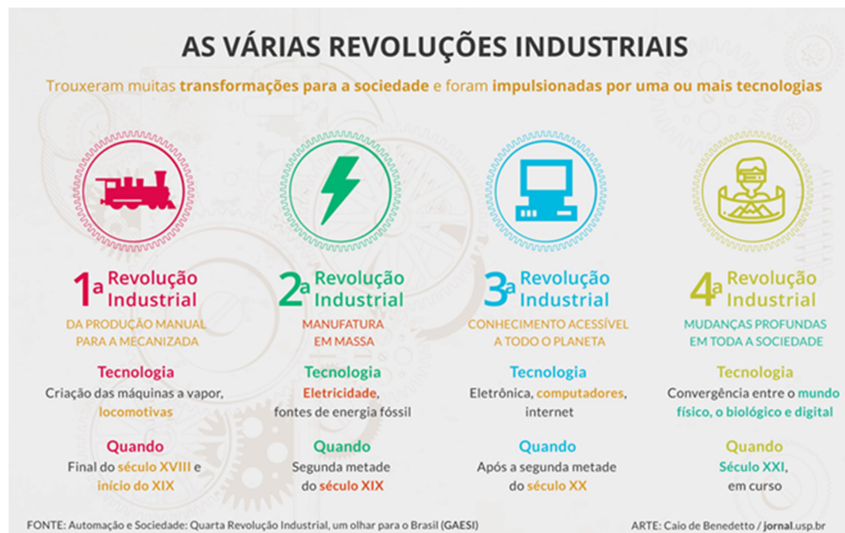 AS VÁRIAS REVOLUÇÕES INDUSTRIAIS
Trouxeram muitas transformações para a sociedade e foram impulsionadas por uma ou mais tecnologias
1ª Revolução
Industrial
DA PRODUÇÃO MANUAL
PARA A MECANIZADA
Tecnologia
Criação das máquinas a vapor,
locomotivas
Quando
Final do século XVIII e
início do XIX
2ª Revolução
Industrial
MANUFATURA
EM MASSA
Tecnologia
Eletricidade,
fontes de energia fóssil
Quando
Segunda metade
do século XIX
3ª Revolução
Industrial
CONHECIMENTO ACESSÍVEL
A TODO O PLANETA
Tecnologia
Eletrônica, computadores,
internet
Quando
Após a segunda metade
do século XX
4ª Revolução
Industrial
MUDANÇAS PROFUNDAS
EM TODA A SOCIEDADE
Tecnologia
Convergência entre o mundo
físico, o biológico e digital
Quando
Século XXI,
em curso
FONTE: Automação e Sociedade: Quarta Revolução Industrial, um olhar para o Brasil (GAESI)
ARTE: Caio de Benedetto / jornal.usp.br